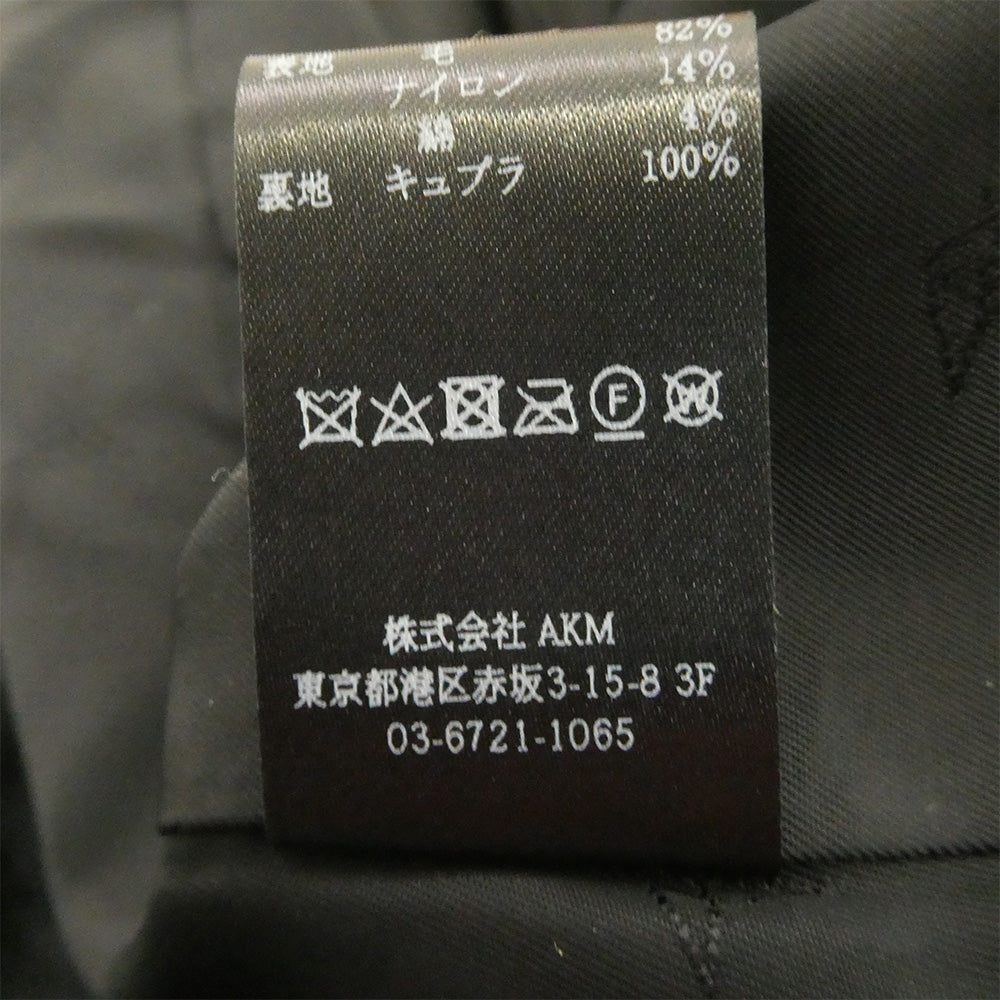 表地 毛 82%
ナイロン 14%
綿 4%
裏地 キュプラ 100%
F W
株式会社 AKM
東京都港区赤坂3-15-8 3F
03-6721-1065